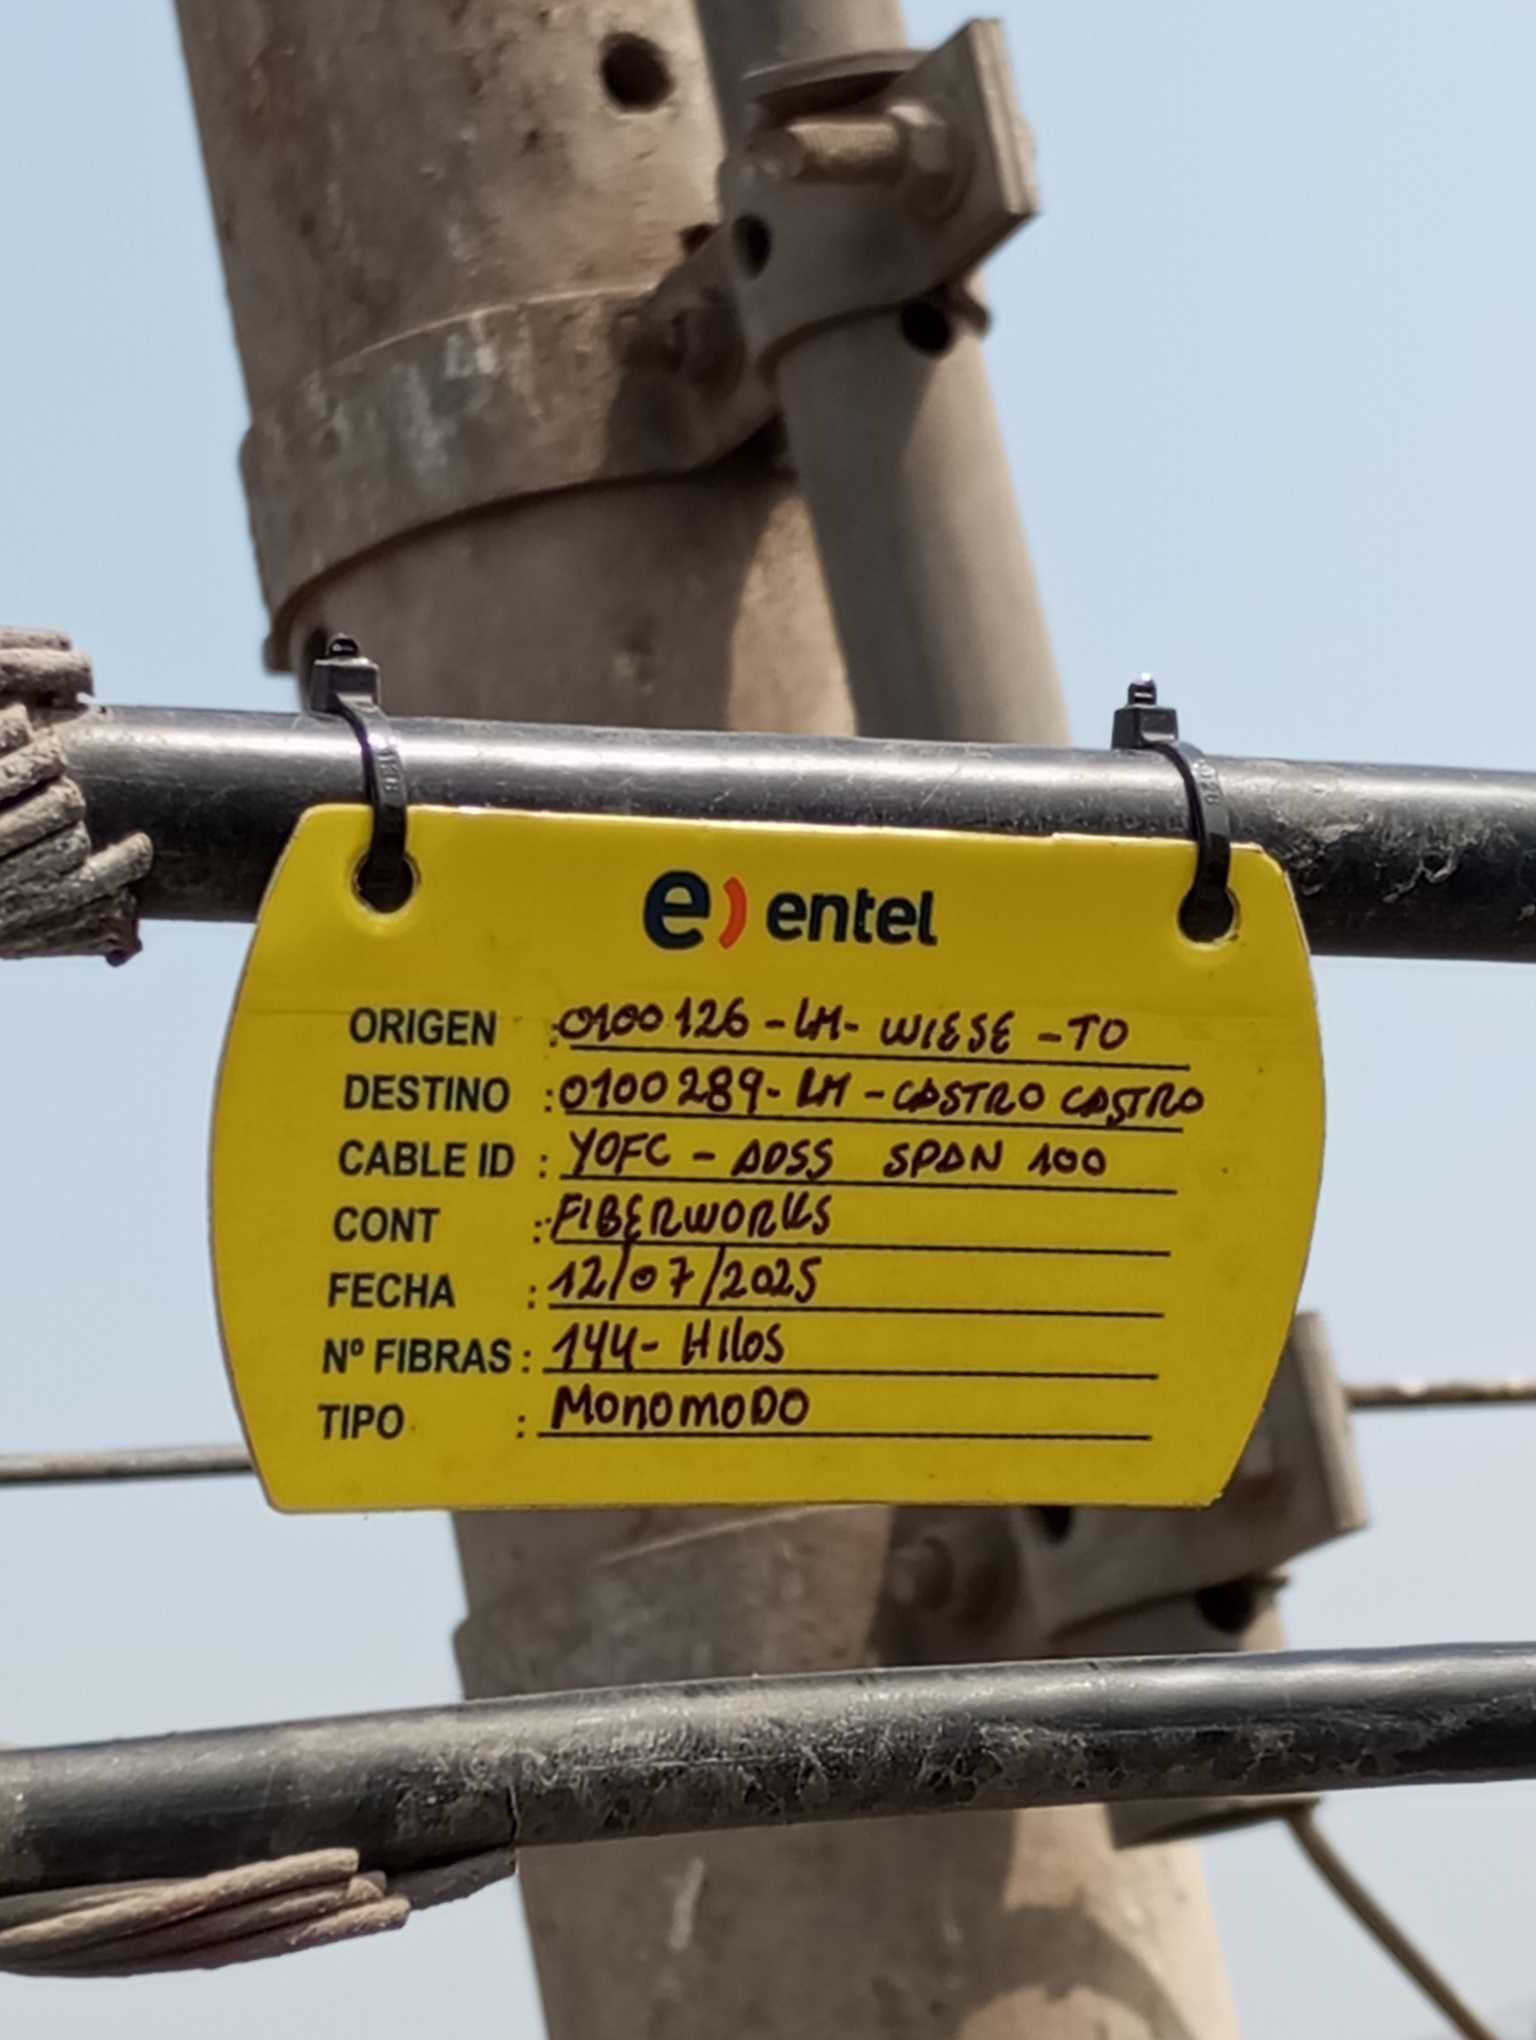 e) entel
ORIGEN : 0100126-LM-WIESE-TO
DESTINO : 0100289-LM-CASTRO CASTRO
CABLE ID : YOFC - ADSS SPAN 100
CONT : FIBERWORKS
FECHA : 12/07/2025
Nº FIBRAS : 144- HIlOS
TIPO : MonomoDO